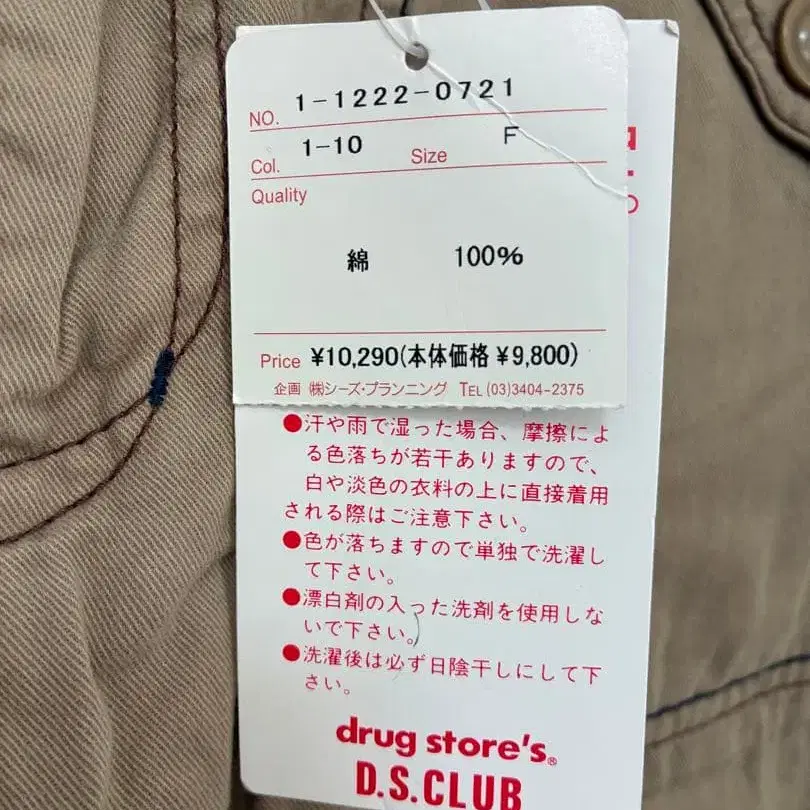 NO. 1-1222-0721
Col. 1-10 Size F
Quality
綿 100%
Price ¥10,290(本体価格 ¥9,800)
企画 ㈱シーズ・プランニング TEL (03)3404-2375
●汗や雨で湿った場合、摩擦によ
る色落ちが若干ありますので、
白や淡色の衣料の上に直接着用
される際はご注意下さい。
●色が落ちますので単独で洗濯し
て下さい。
●漂白剤の入った洗剤を使用しな
いで下さい。
●洗濯後は必ず日陰干しにして下
さい。
drug store's®
D.S.CLUB